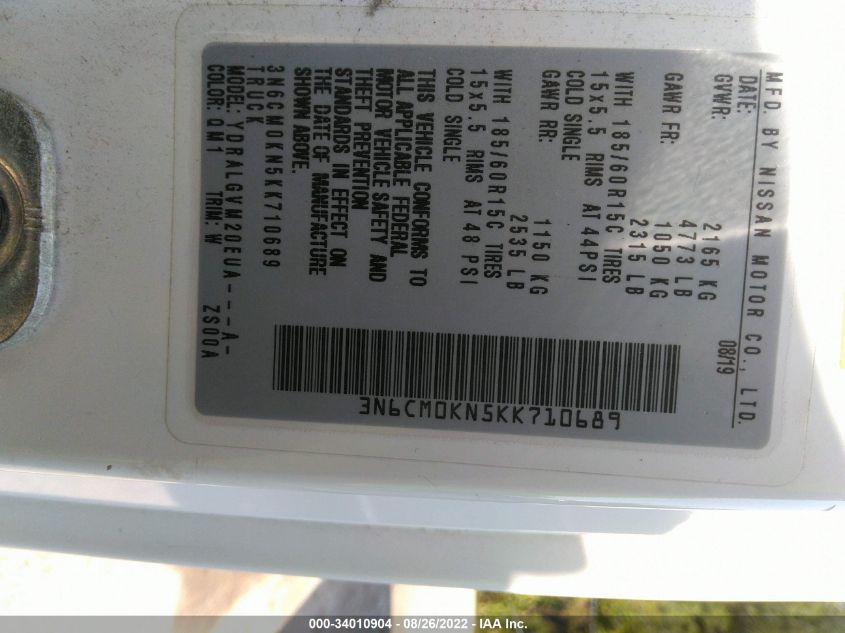 MFD. BY NISSAN MOTOR CO., LTD.
DATE: 08/19
GVWR: 2165 KG
4773 LB
GAWR FR: 1050 KG
2315 LB
WITH 185/60R15C TIRES
15x5.5 RIMS AT 44PSI
COLD SINGLE
GAWR RR: 1150 KG
2535 LB
WITH 185/60R15C TIRES
15x5.5 RIMS AT 48 PSI
COLD SINGLE
THIS VEHICLE CONFORMS TO
ALL APPLICABLE FEDERAL
MOTOR VEHICLE SAFETY AND
THEFT PREVENTION
STANDARDS IN EFFECT ON
THE DATE OF MANUFACTURE
SHOWN ABOVE.
3N6CM0KN5KK710689
TRUCK
MODEL: YDRALGVM20EUA---A-
COLOR: QM1 TRIM: W ZS00A
3N6CM0KN5KK710689
000-34010904 - 08/26/2022 - IAA Inc.